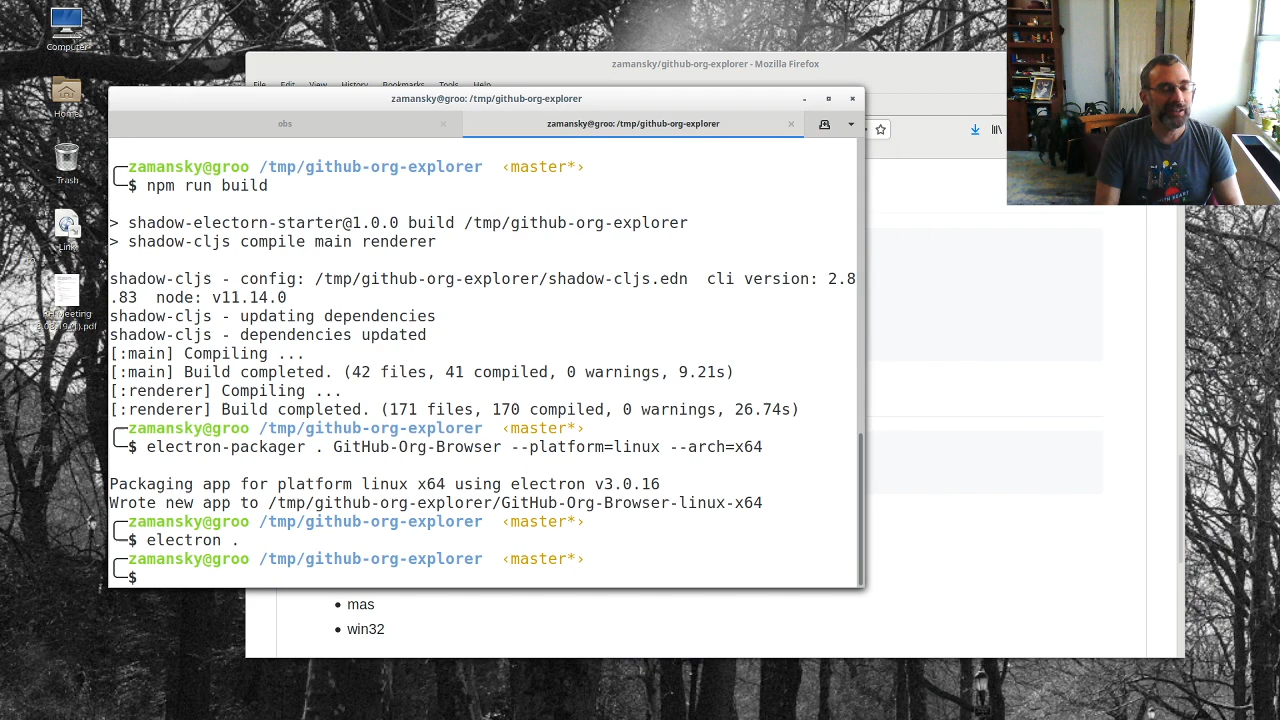 Computer
Home
Trash
Link
zamansky/github-org-explorer - Mozilla Firefox
File Edit View History Bookmarks Tools Help
zamansky@groo: /tmp/github-org-explorer
obs
zamansky@groo: /tmp/github-org-explorer
zamansky@groo /tmp/github-org-explorer ‹master*›
$ npm run build
> shadow-electorn-starter@1.0.0 build /tmp/github-org-explorer
> shadow-cljs compile main renderer
shadow-cljs - config: /tmp/github-org-explorer/shadow-cljs.edn cli version: 2.8
.83 node: v11.14.0
shadow-cljs - updating dependencies
shadow-cljs - dependencies updated
[:main] Compiling ...
[:main] Build completed. (42 files, 41 compiled, 0 warnings, 9.21s)
[:renderer] Compiling ...
[:renderer] Build completed. (171 files, 170 compiled, 0 warnings, 26.74s)
zamansky@groo /tmp/github-org-explorer ‹master*›
$ electron-packager . GitHub-Org-Browser --platform=linux --arch=x64
Packaging app for platform linux x64 using electron v3.0.16
Wrote new app to /tmp/github-org-explorer/GitHub-Org-Browser-linux-x64
zamansky@groo /tmp/github-org-explorer ‹master*›
$ electron .
zamansky@groo /tmp/github-org-explorer ‹master*›
$
• mas
• win32